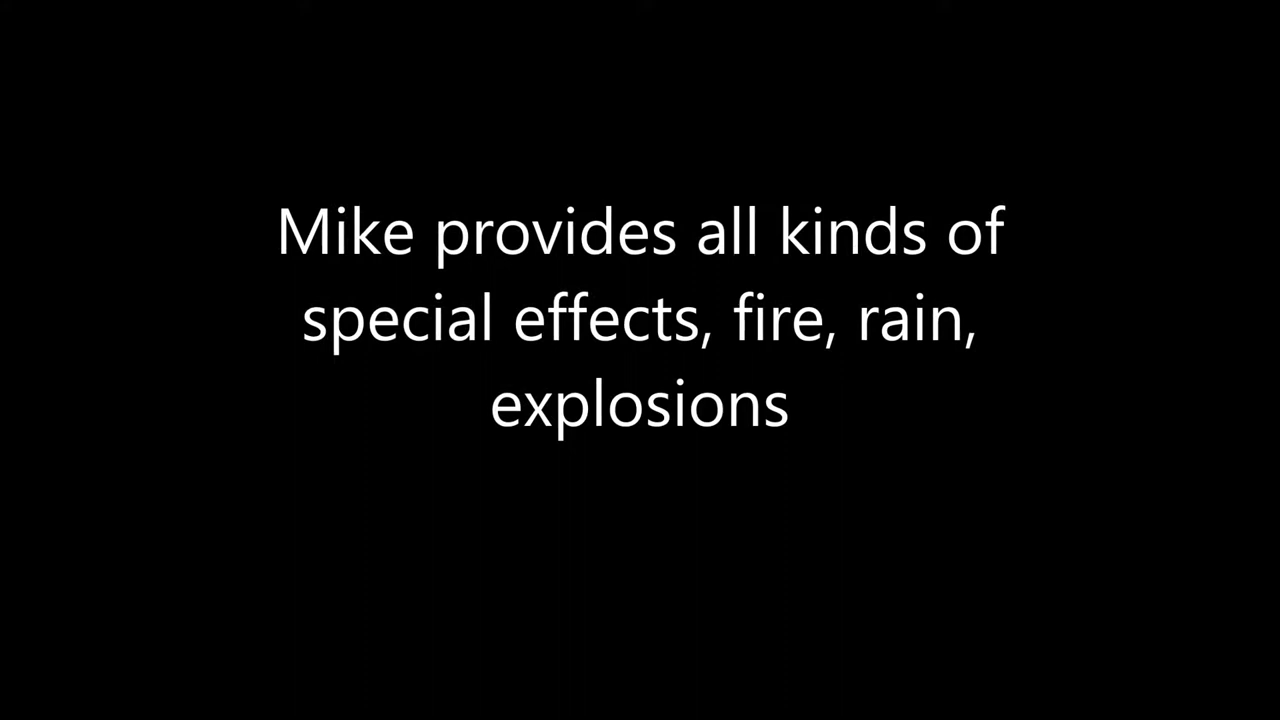 Mike provides all kinds of
special effects, fire, rain,
explosions